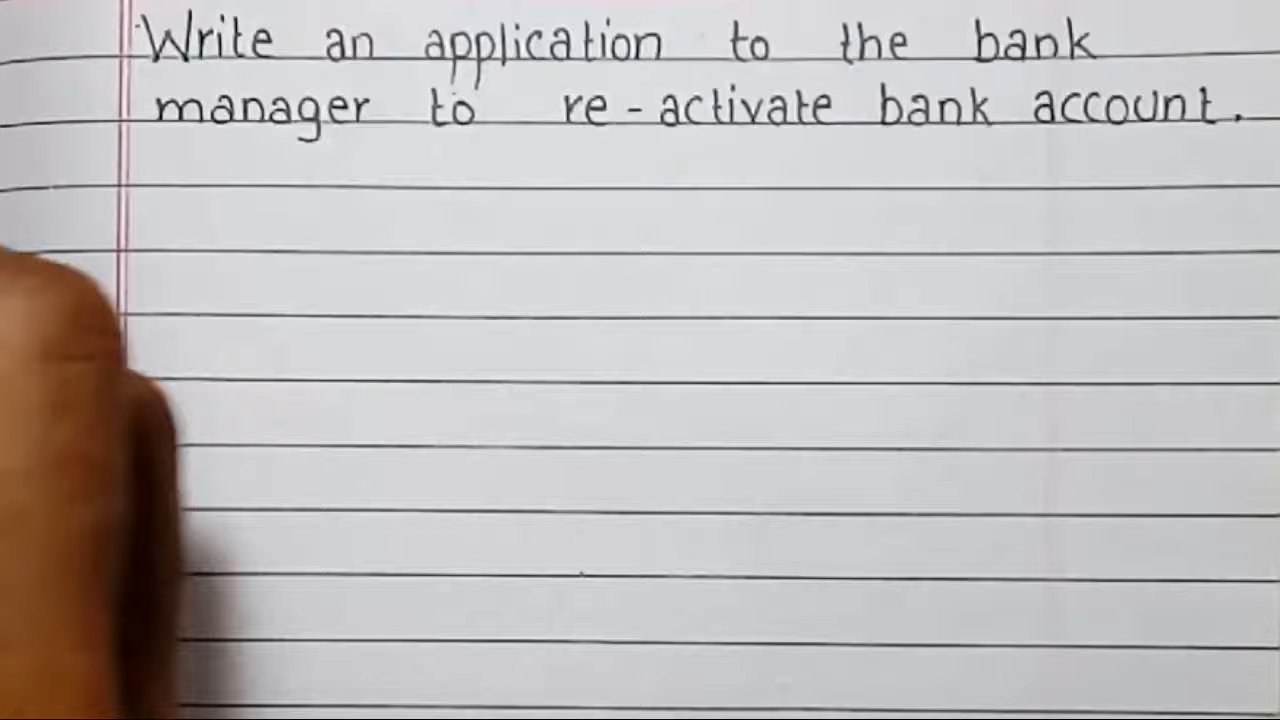 Write an application to the bank
manager to re-activate bank account.